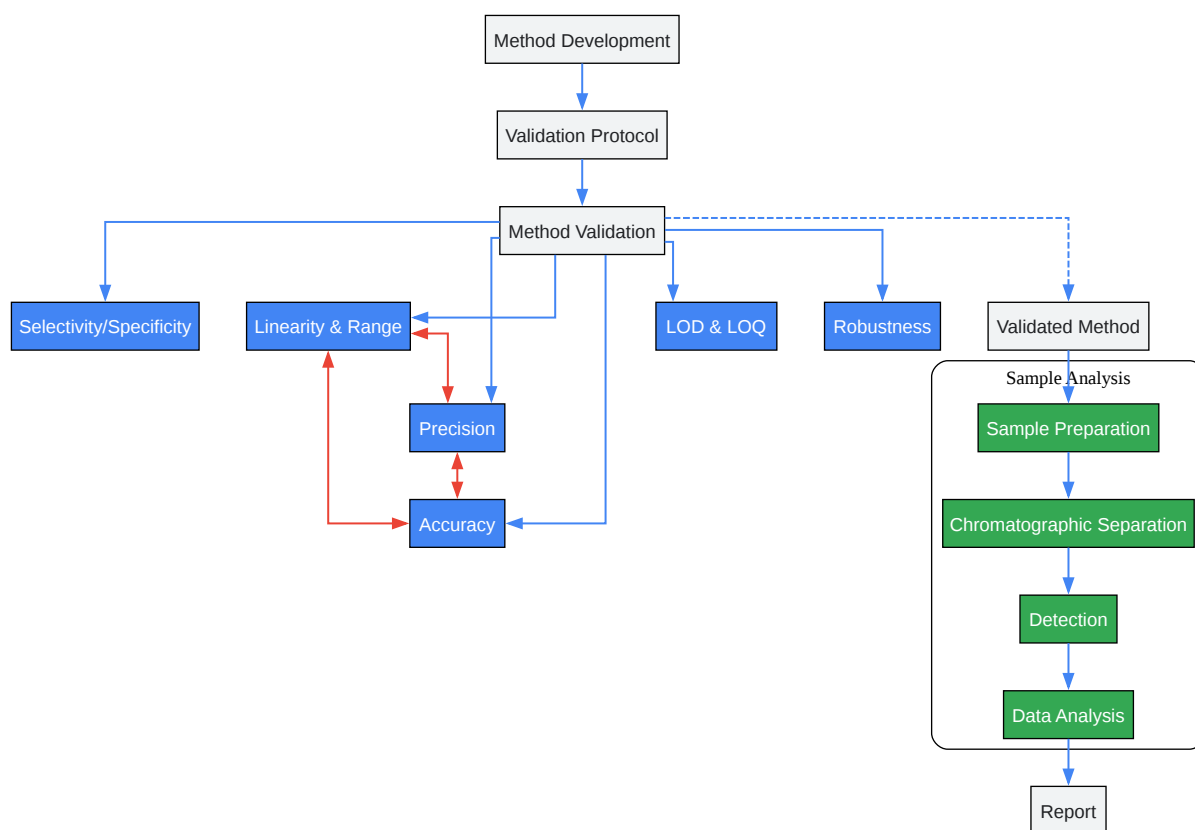 Method Development
Validation Protocol
Method Validation
Selectivity/Specificity
Linearity & Range
LOD & LOQ
Robustness
Validated Method
Sample Analysis
Precision
Sample Preparation
Accuracy
Chromatographic Separation
Detection
Data Analysis
Report